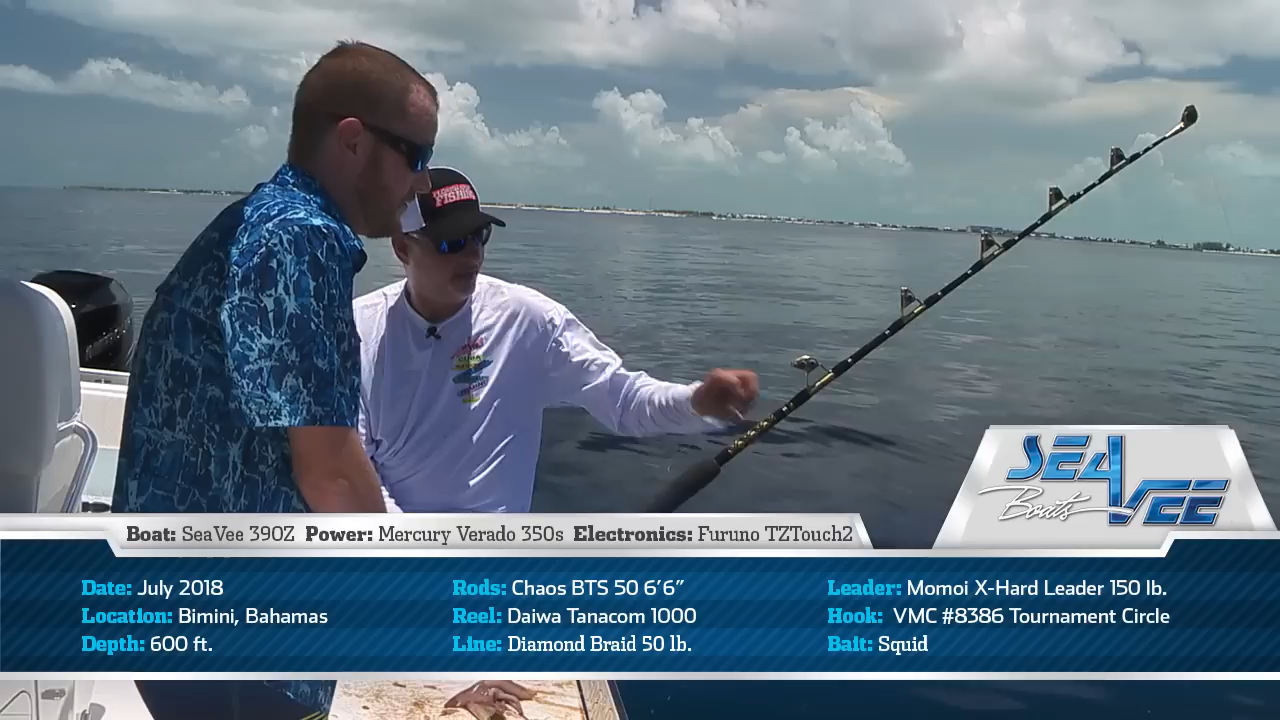 FISHING
SEAVEE
Boats
Boat: SeaVee 390Z Power: Mercury Verado 350s Electronics: Furuno TZTouch2
Date: July 2018
Location: Bimini, Bahamas
Depth: 600 ft.
Rods: Chaos BTS 50 6'6"
Reel: Daiwa Tanacom 1000
Line: Diamond Braid 50 lb.
Leader: Momoi X-Hard Leader 150 lb.
Hook: VMC #8386 Tournament Circle
Bait: Squid